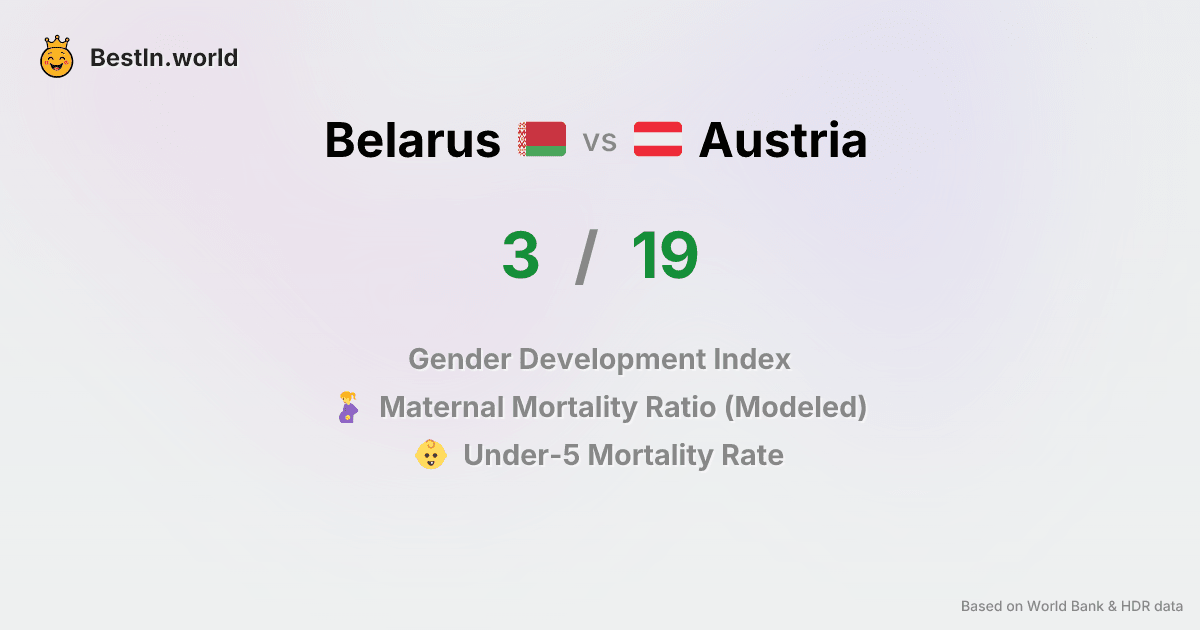 BestIn.world
Belarus vs Austria
3 / 19
Gender Development Index
Maternal Mortality Ratio (Modeled)
Under-5 Mortality Rate
Based on World Bank & HDR data